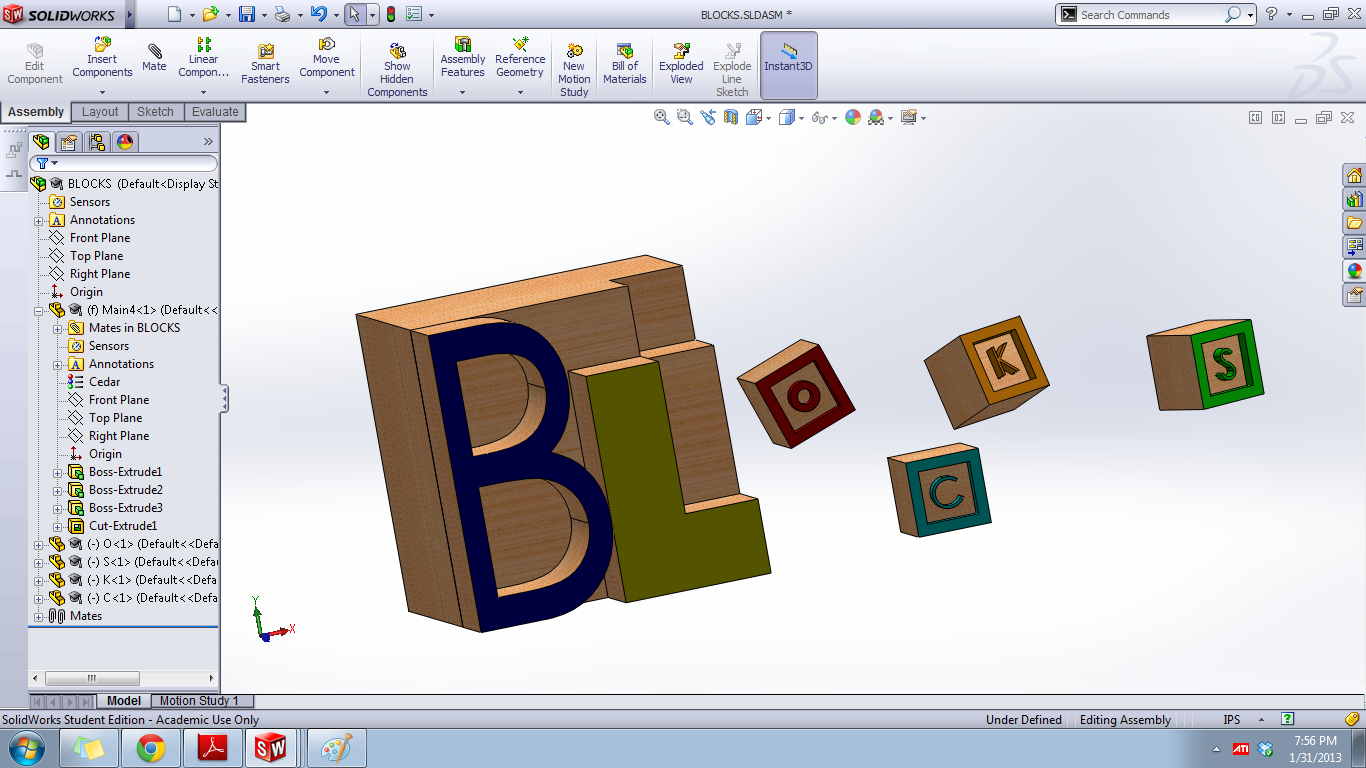 SOLIDWORKS
BLOCKS.SLDASM *
Search Commands
Edit Component
Insert Components
Mate
Linear Compon...
Smart Fasteners
Move Component
Show Hidden Components
Assembly Features
Reference Geometry
New Motion Study
Bill of Materials
Exploded View
Explode Line Sketch
Instant3D
Assembly Layout Sketch Evaluate
BLOCKS (Default<Display St
Sensors
Annotations
Front Plane
Top Plane
Right Plane
Origin
(f) Main4<1> (Default<<
Mates in BLOCKS
Sensors
Annotations
Cedar
Front Plane
Top Plane
Right Plane
Origin
Boss-Extrude1
Boss-Extrude2
Boss-Extrude3
Cut-Extrude1
(-) O<1> (Default<<Defa
(-) S<1> (Default<<Defau
(-) K<1> (Default<<Defa
(-) C<1> (Default<<Defa
Mates
B L O C K S
Y
X
Model Motion Study 1
SolidWorks Student Edition - Academic Use Only
Under Defined Editing Assembly IPS
SW
ATI
7:56 PM
1/31/2013